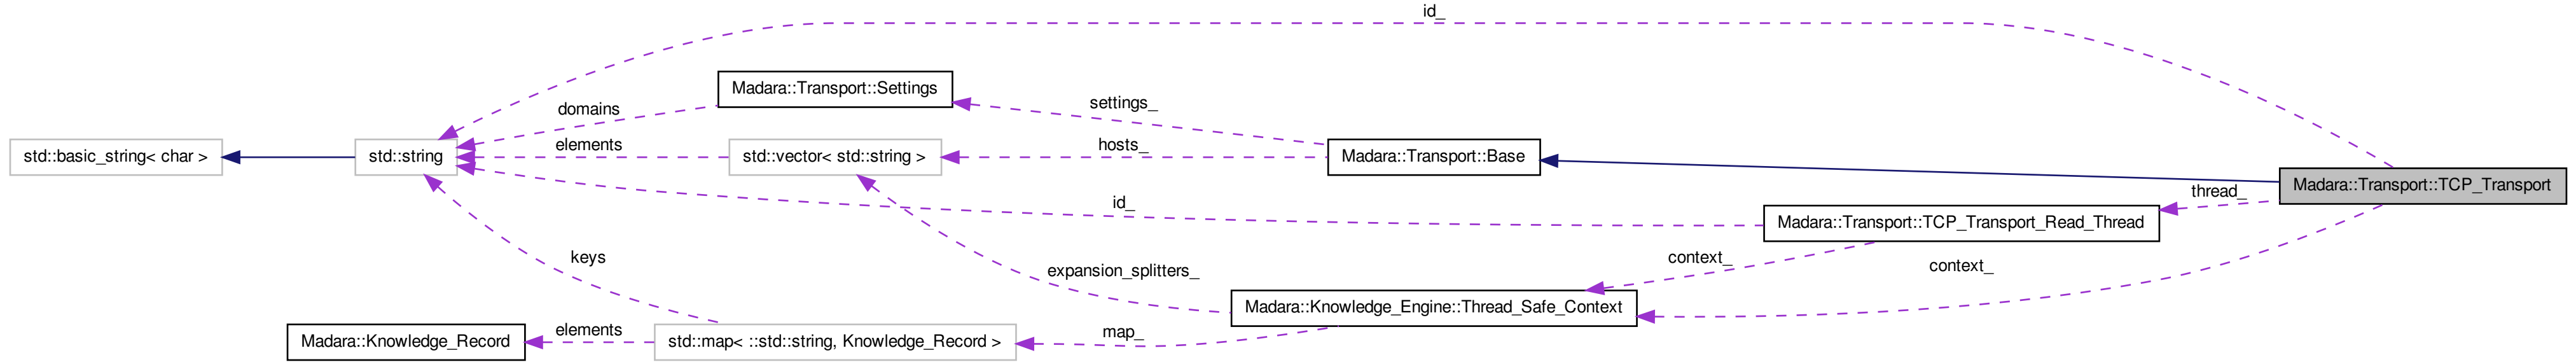 id_
Madara::Transport::Settings
settings_
domains
std::basic_string< char >
std::string
elements
std::vector< std::string >
hosts_
Madara::Transport::Base
Madara::Transport::TCP_Transport
thread_
id_
Madara::Transport::TCP_Transport_Read_Thread
keys
expansion_splitters_
context_
context_
Madara::Knowledge_Engine::Thread_Safe_Context
Madara::Knowledge_Record
elements
std::map< ::std::string, Knowledge_Record >
map_